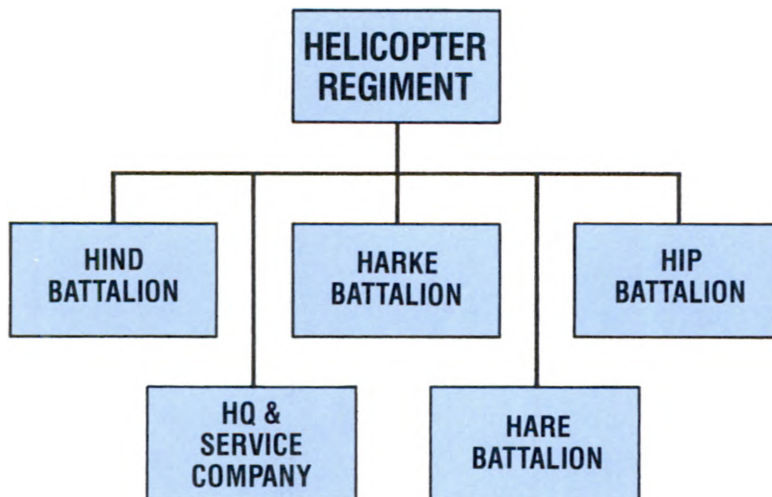 HELICOPTER
REGIMENT
HIND
BATTALION
HARKE
BATTALION
HIP
BATTALION
HQ &
SERVICE
COMPANY
HARE
BATTALION